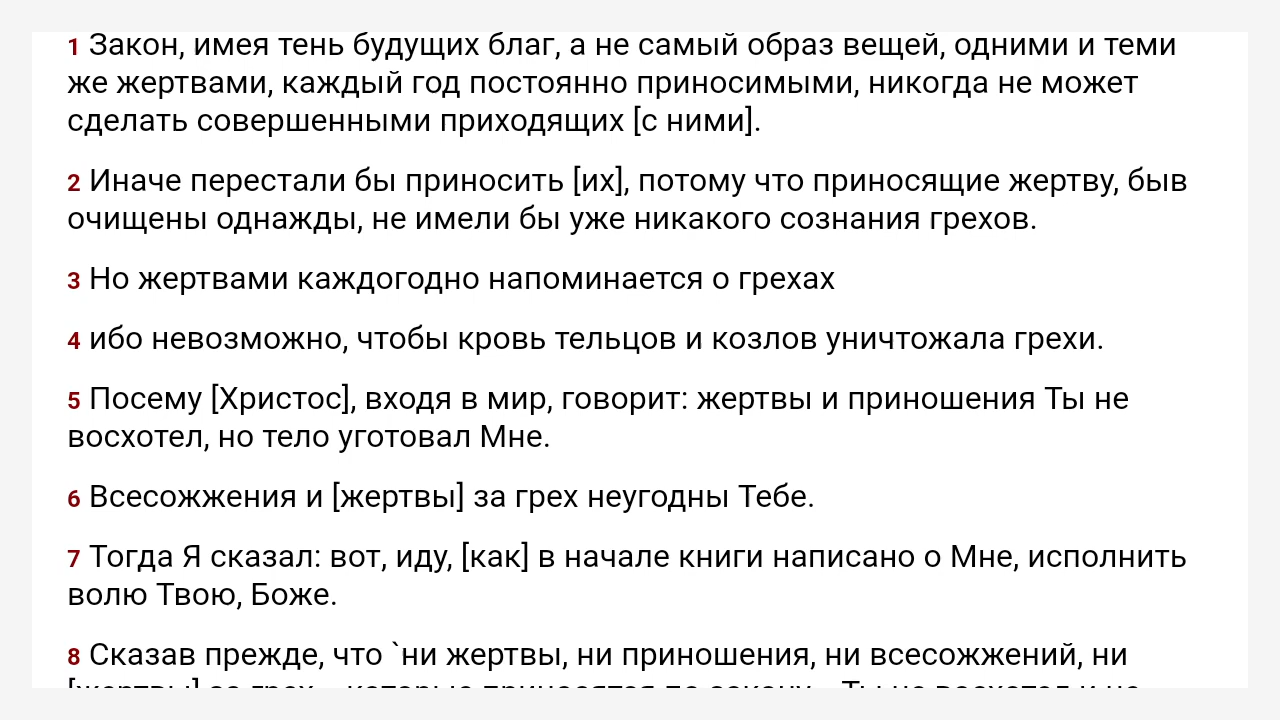 1 Закон, имея тень будущих благ, а не самый образ вещей, одними и теми
же жертвами, каждый год постоянно приносимыми, никогда не может
сделать совершенными приходящих [с ними].
2 Иначе перестали бы приносить [их], потому что приносящие жертву, быв
очищены однажды, не имели бы уже никакого сознания грехов.
3 Но жертвами каждогодно напоминается о грехах
4 ибо невозможно, чтобы кровь тельцов и козлов уничтожала грехи.
5 Посему [Христос], входя в мир, говорит: жертвы и приношения Ты не
восхотел, но тело уготовал Мне.
6 Всесожжения и [жертвы] за грех неугодны Тебе.
7 Тогда Я сказал: вот, иду, [как] в начале книги написано о Мне, исполнить
волю Твою, Боже.
8 Сказав прежде, что `ни жертвы, ни приношения, ни всесожжений, ни